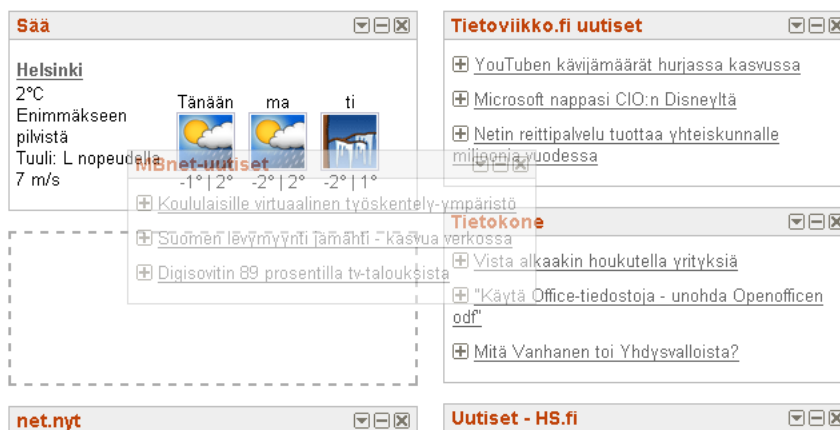 Sää
Helsinki
2°C
Enimmäkseen
pilvistä
Tuuli: L nopeudella
7 m/s
Tänään ma ti
-1° | 2° -2° | 2° -2° | 1°
MBnet-uutiset
Koululaisille virtuaalinen työskentely-ympäristö
Suomen levymyynti jämähti - kasvua verkossa
Digisovitin 89 prosentilla tv-talouksista
net.nyt
Tietoviikko.fi uutiset
YouTuben kävijämäärät hurjassa kasvussa
Microsoft nappasi CIO:n Disneyltä
Netin reittipalvelu tuottaa yhteiskunnalle
miljoonia vuodessa
Tietokone
Vista alkaakin houkutella yrityksiä
"Käytä Office-tiedostoja - unohda Openofficen
odf"
Mitä Vanhanen toi Yhdysvalloista?
Uutiset - HS.fi